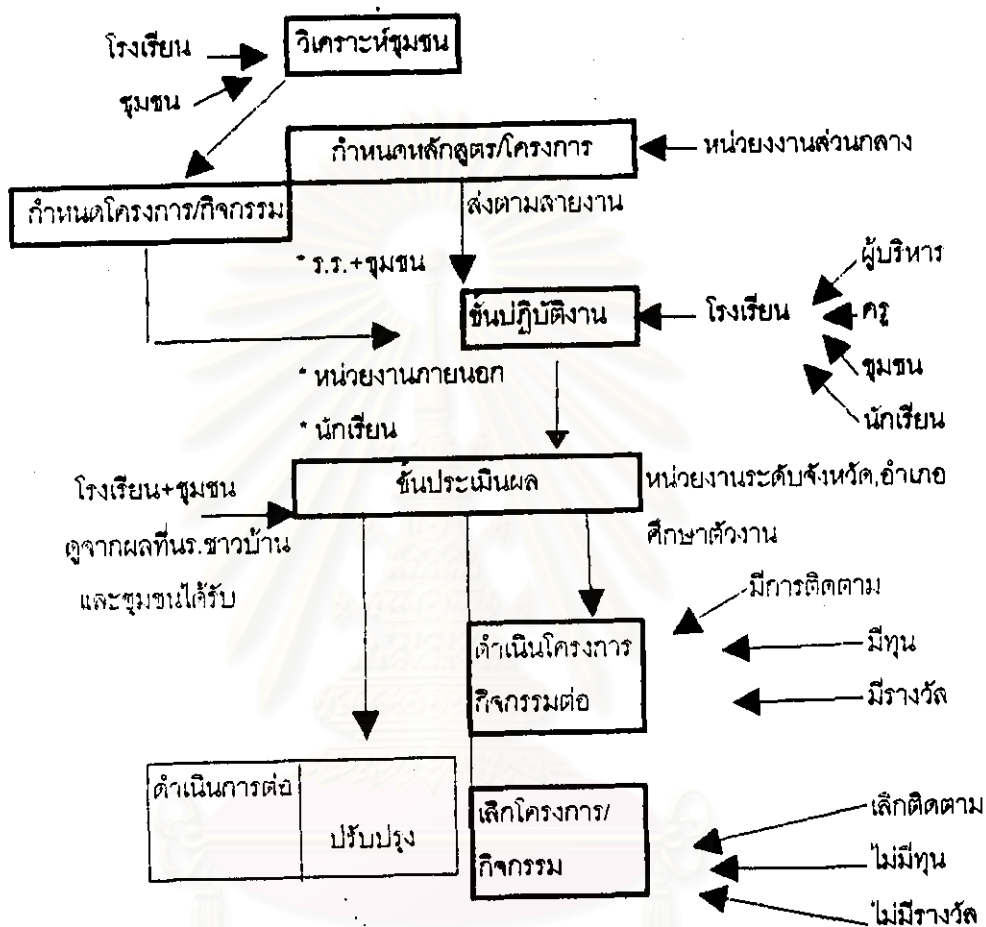 โรงเรียน
วิเคราะห์ชุมชน
ชุมชน
กำหนดหลักสูตร/โครงการ
หน่วยงานส่วนกลาง
กำหนดโครงการ/กิจกรรม
ส่งตามสายงาน
* ร.ร.+ชุมชน
ผู้บริหาร
ขั้นปฏิบัติงาน
โรงเรียน
ครู
ชุมชน
* หน่วยงานภายนอก
นักเรียน
* นักเรียน
โรงเรียน+ชุมชน
ขั้นประเมินผล
หน่วยงานระดับจังหวัด,อำเภอ
ดูจากผลที่นร.ชาวบ้าน
ศึกษาตัวงาน
และชุมชนได้รับ
มีการติดตาม
ดำเนินโครงการ
มีทุน
กิจกรรมต่อ
มีรางวัล
ดำเนินการต่อ
ปรับปรุง
เลิกโครงการ/
กิจกรรม
เลิกติดตาม
ไม่มีทุน
ไม่มีรางวัล